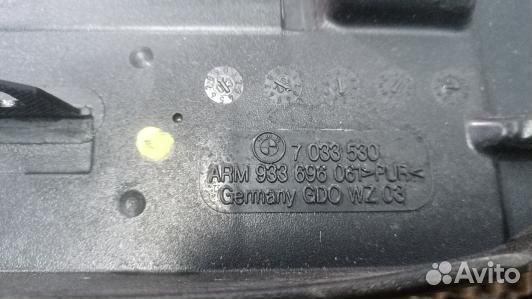 7 033 530
ARM 933 696 061 >PUR<
Germany GDO WZ 03
Avito